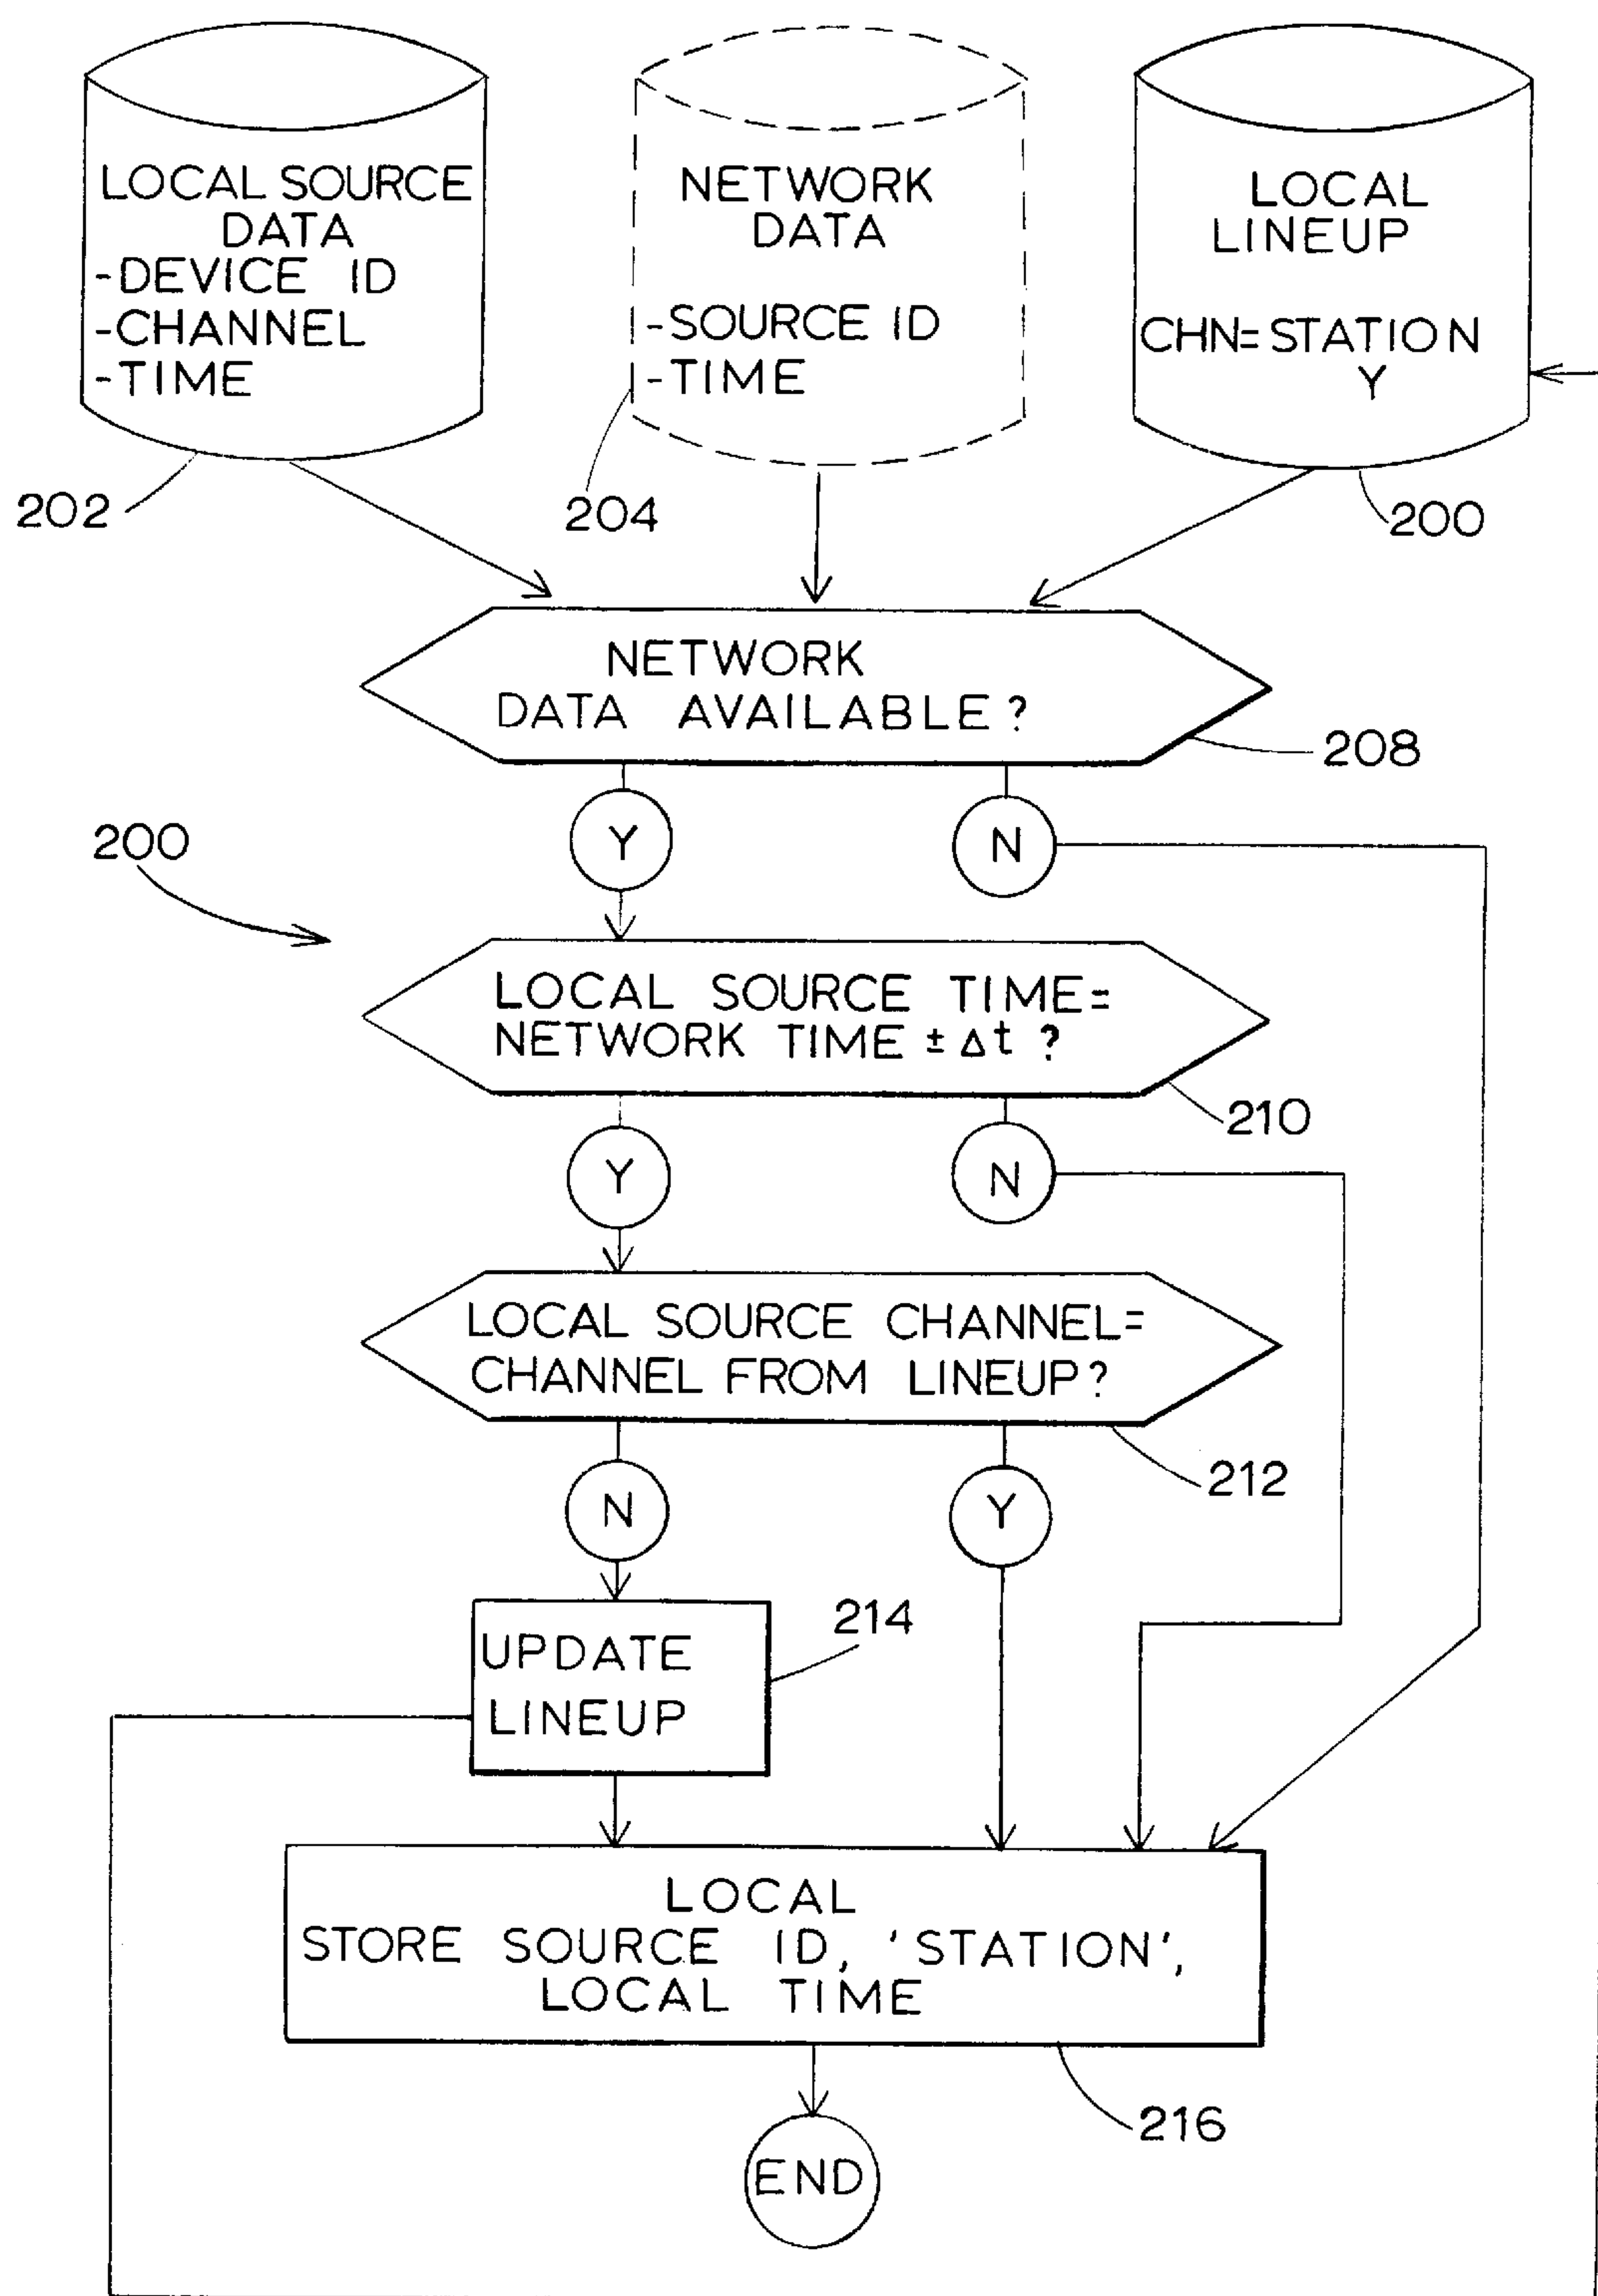 LOCAL SOURCE
DATA
-DEVICE ID
-CHANNEL
-TIME
202
NETWORK
DATA
-SOURCE ID
-TIME
204
LOCAL
LINEUP
CHN=STATION
Y
200
NETWORK
DATA AVAILABLE?
208
Y
N
200
LOCAL SOURCE TIME=
NETWORK TIME ± Δt ?
210
Y
N
LOCAL SOURCE CHANNEL=
CHANNEL FROM LINEUP?
212
N
Y
UPDATE
LINEUP
214
LOCAL
STORE SOURCE ID, 'STATION',
LOCAL TIME
216
END